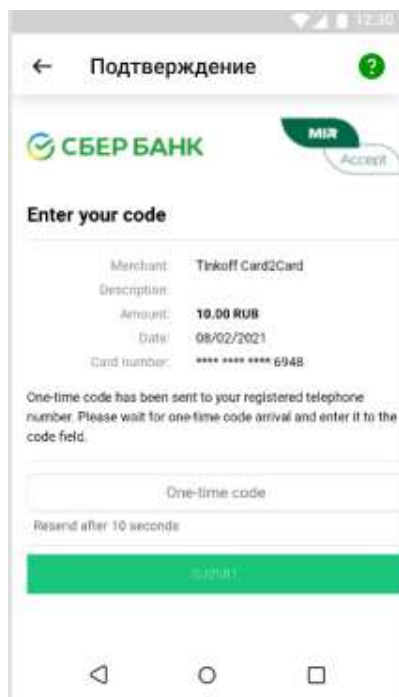 12:30
Подтверждение
?
СБЕР БАНК
MIR
Accept
Enter your code
Merchant: Tinkoff Card2Card
Description:
Amount: 10.00 RUB
Date: 08/02/2021
Card number: **** **** **** 6948
One-time code has been sent to your registered telephone
number. Please wait for one-time code arrival and enter it to the
code field.
One-time code
Resend after 10 seconds
SUBMIT